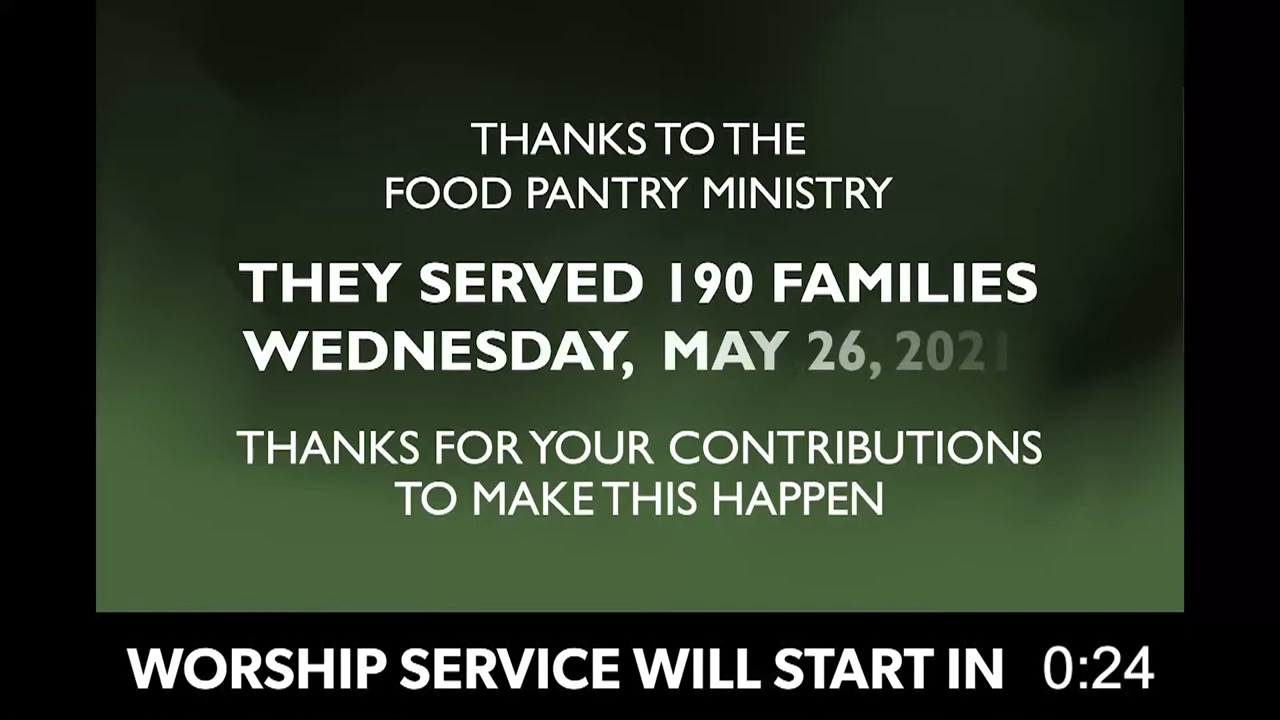 THANKS TO THE
FOOD PANTRY MINISTRY
THEY SERVED 190 FAMILIES
WEDNESDAY, MAY 26, 2021
THANKS FOR YOUR CONTRIBUTIONS
TO MAKE THIS HAPPEN
WORSHIP SERVICE WILL START IN 0:24